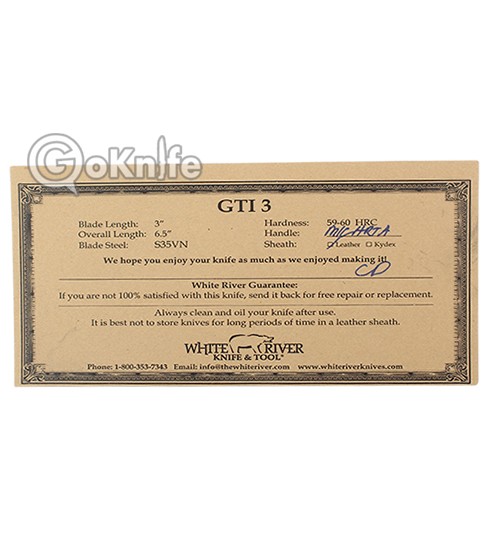 GoKnife
GTI 3
Blade Length: 3" Hardness: 59-60 HRC
Overall Length: 6.5" Handle: MICARTA
Blade Steel: S35VN Sheath: ☑ Leather ☐ Kydex
We hope you enjoy your knife as much as we enjoyed making it!
CD
White River Guarantee:
If you are not 100% satisfied with this knife, send it back for free repair or replacement.
Always clean and oil your knife after use.
It is best not to store knives for long periods of time in a leather sheath.
WHITE RIVER
KNIFE & TOOL
Phone: 1-800-353-7343 Email: info@thewhiteriver.com www.whiteriverknives.com